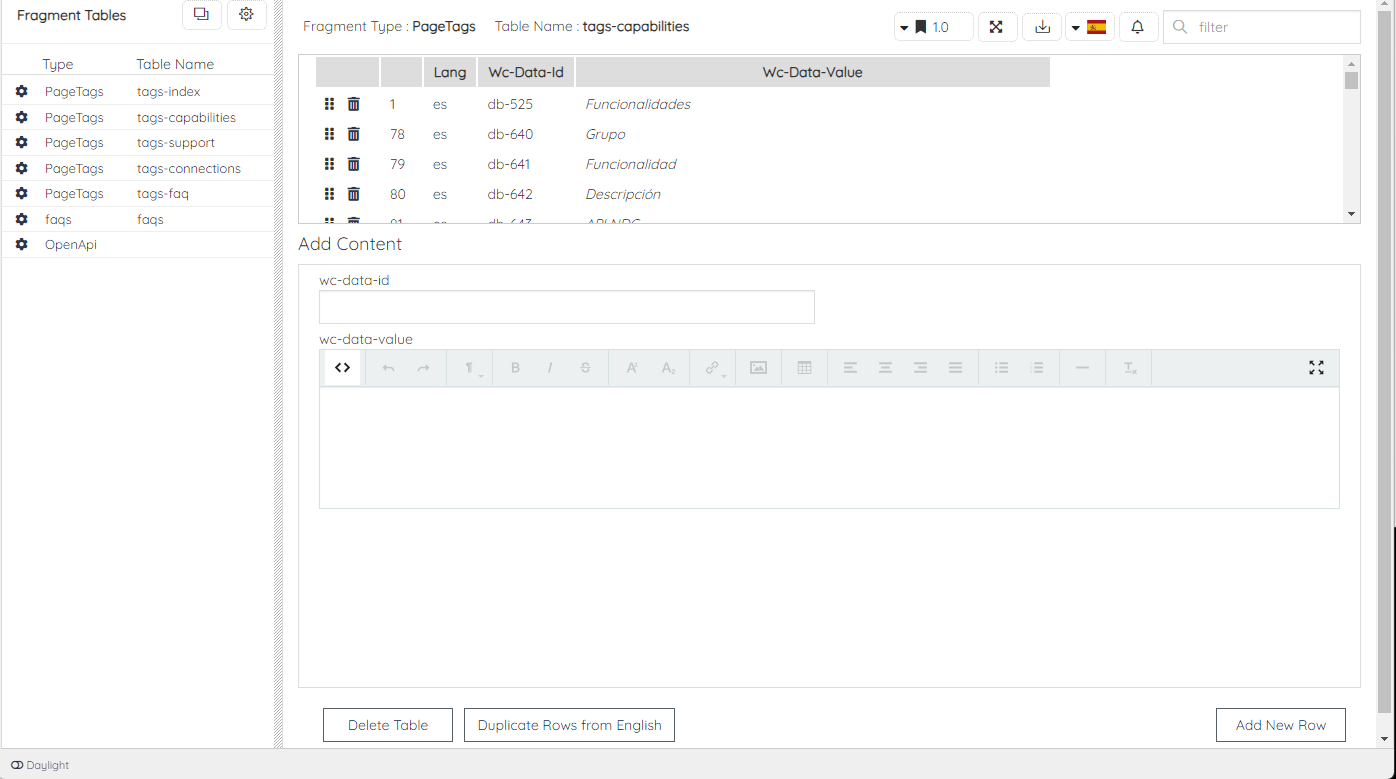 Fragment Tables
Type Table Name
PageTags tags-index
PageTags tags-capabilities
PageTags tags-support
PageTags tags-connections
PageTags tags-faq
faqs faqs
OpenApi
Fragment Type : PageTags Table Name : tags-capabilities
1.0
filter
Lang Wc-Data-Id Wc-Data-Value
1 es db-525 Funcionalidades
78 es db-640 Grupo
79 es db-641 Funcionalidad
80 es db-642 Descripción
Add Content
wc-data-id
wc-data-value
Delete Table Duplicate Rows from English Add New Row
Daylight